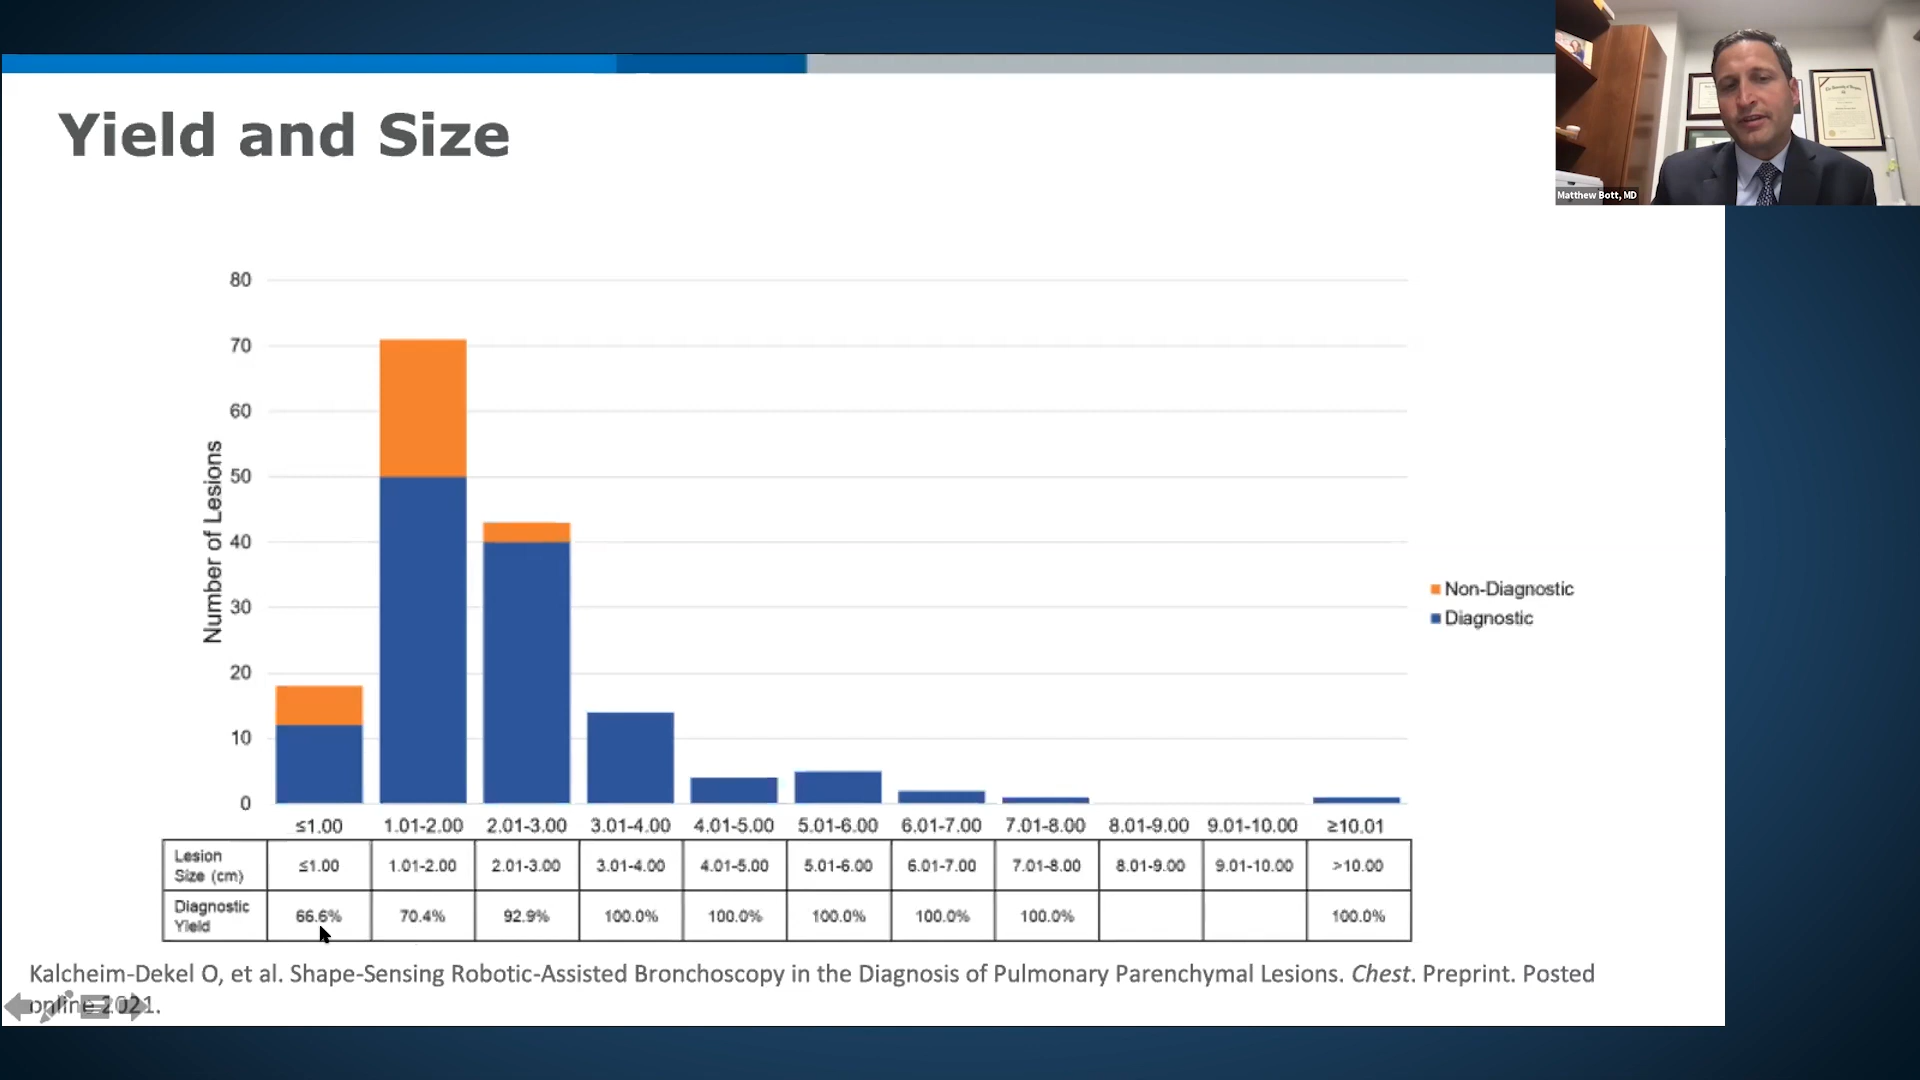 Yield and Size
Matthew Bott, MD
80
70
60
50
40
30
20
10
0
Number of Lesions
Non-Diagnostic
Diagnostic
≤1.00 1.01-2.00 2.01-3.00 3.01-4.00 4.01-5.00 5.01-6.00 6.01-7.00 7.01-8.00 8.01-9.00 9.01-10.00 ≥10.01
Lesion Size (cm) ≤1.00 1.01-2.00 2.01-3.00 3.01-4.00 4.01-5.00 5.01-6.00 6.01-7.00 7.01-8.00 8.01-9.00 9.01-10.00 >10.00
Diagnostic Yield 66.6% 70.4% 92.9% 100.0% 100.0% 100.0% 100.0% 100.0% 100.0%
Kalcheim-Dekel O, et al. Shape-Sensing Robotic-Assisted Bronchoscopy in the Diagnosis of Pulmonary Parenchymal Lesions. Chest. Preprint. Posted
online 2021.